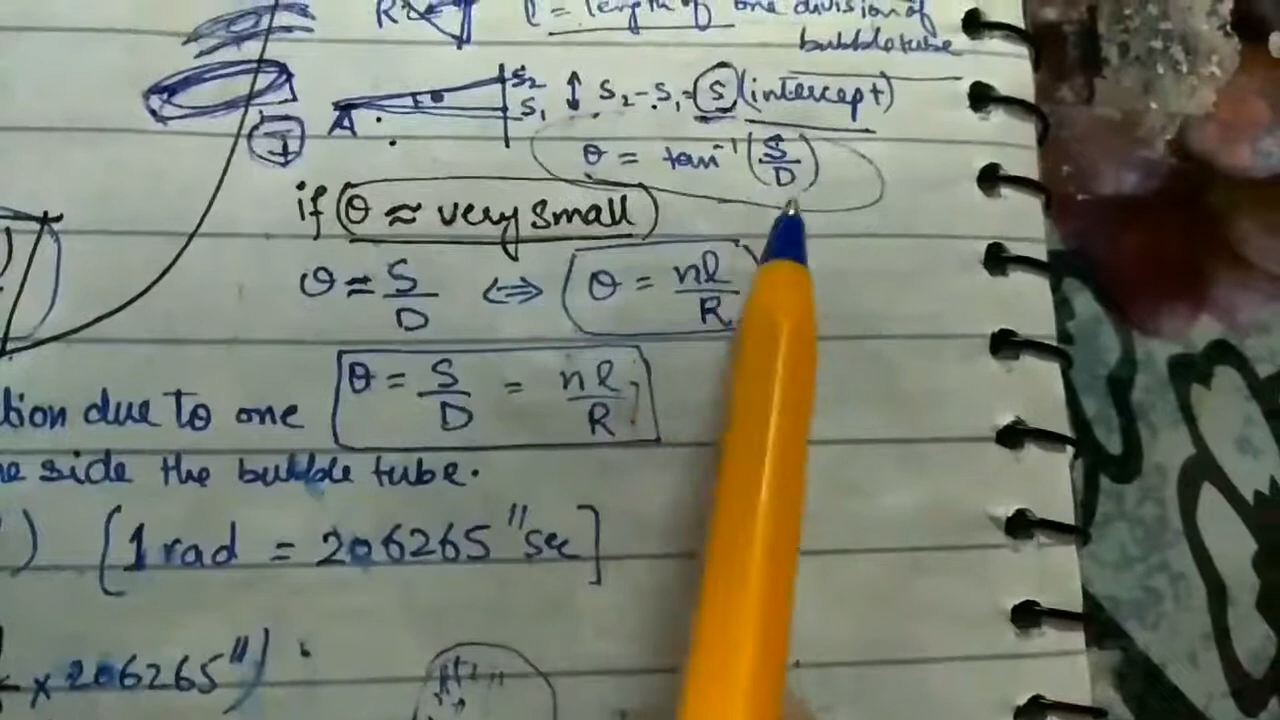 R l = length of one division of
bubble tube
A θ S2 S1 ↕ S2 - S1 = S (intercept)
I
θ = tan⁻¹ (S/D)
if θ ≈ very small
θ = S/D ⇔ θ = nl/R
tion due to one θ = S/D = nl/R
side the bubble tube.
) [1 rad = 206265" sec]
x 206265")